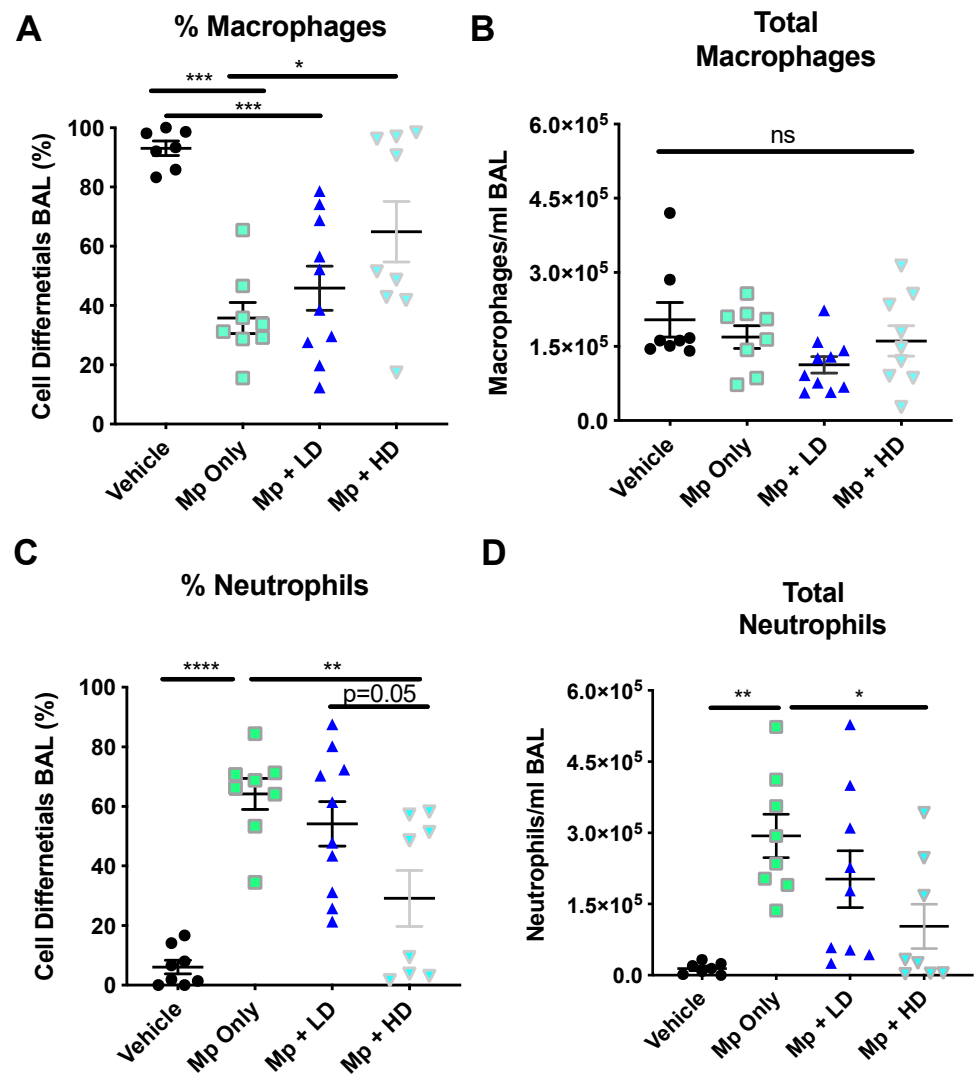 A
% Macrophages
*
***
***
Cell Differnetials BAL (%)
100
80
60
40
20
0
Vehicle
Mp Only
Mp + LD
Mp + HD
B
Total
Macrophages
ns
Macrophages/ml BAL
6.0×10⁵
4.5×10⁵
3.0×10⁵
1.5×10⁵
0.0
Vehicle
Mp Only
Mp + LD
Mp + HD
C
% Neutrophils
****
**
p=0.05
Cell Differnetials BAL (%)
100
80
60
40
20
0
Vehicle
Mp Only
Mp + LD
Mp + HD
D
Total
Neutrophils
**
*
Neutrophils/ml BAL
6.0×10⁵
4.5×10⁵
3.0×10⁵
1.5×10⁵
0.0
Vehicle
Mp Only
Mp + LD
Mp + HD